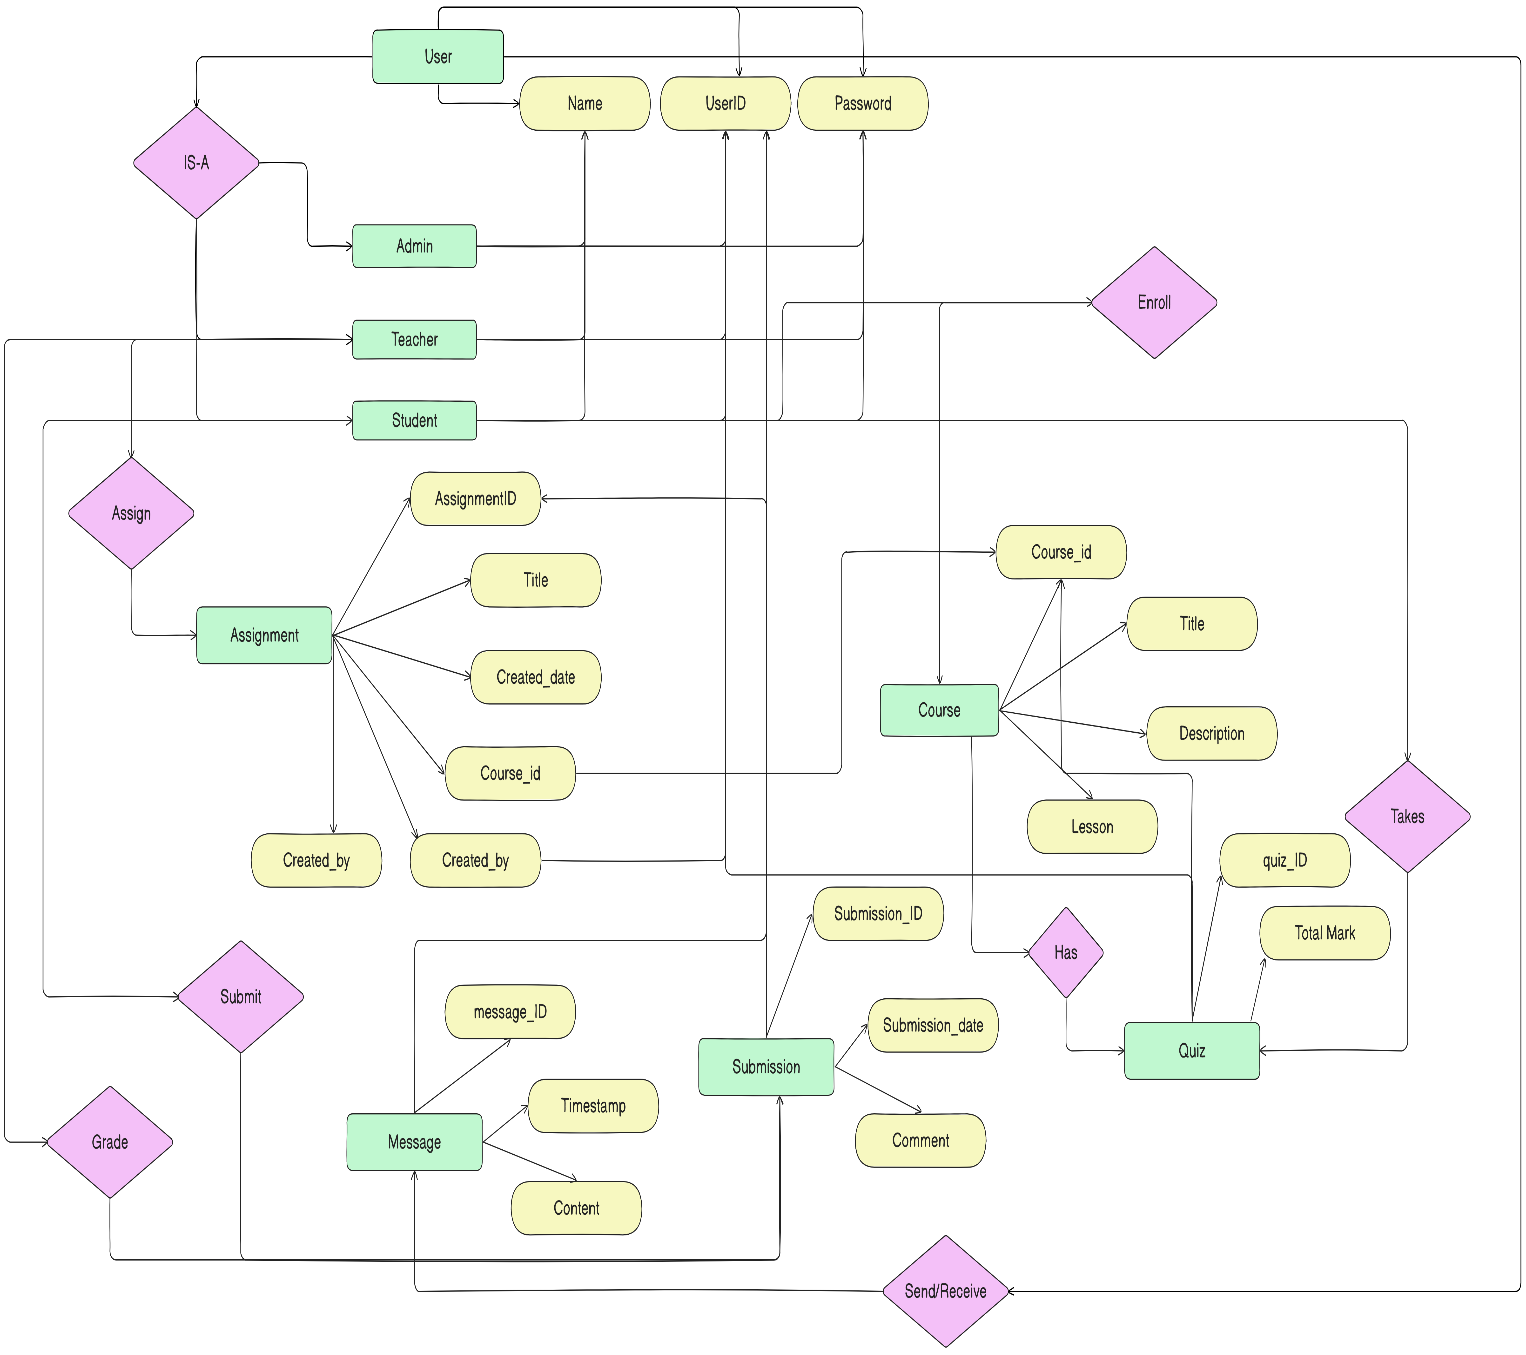 User
Name
UserID
Password
IS-A
Admin
Enroll
Teacher
Student
AssignmentID
Assign
Course_id
Title
Title
Assignment
Created_date
Course
Description
Course_id
Lesson
Takes
Created_by
Created_by
quiz_ID
Submission_ID
Total Mark
Has
Submit
message_ID
Submission_date
Quiz
Submission
Timestamp
Message
Comment
Grade
Content
Send/Receive